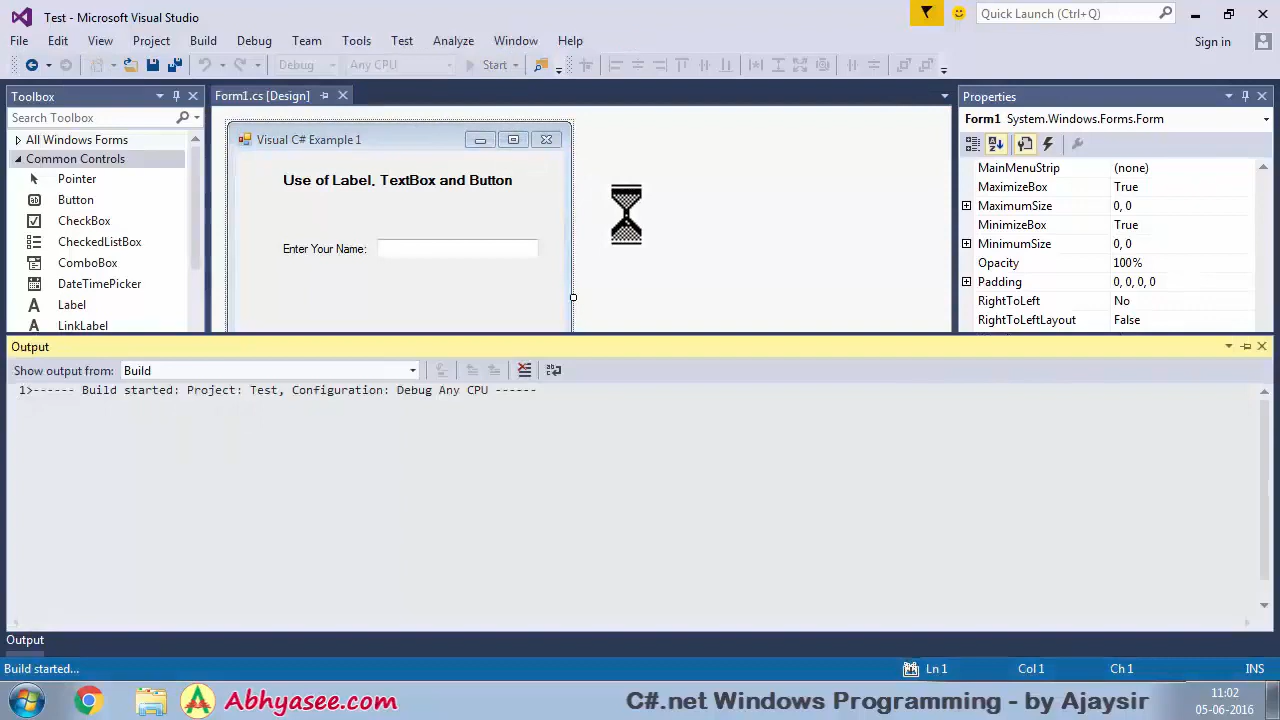 Test - Microsoft Visual Studio
Quick Launch (Ctrl+Q)
File Edit View Project Build Debug Team Tools Test Analyze Window Help
Sign in
Debug Any CPU Start
Toolbox
Search Toolbox
All Windows Forms
Common Controls
Pointer
Button
CheckBox
CheckedListBox
ComboBox
DateTimePicker
Label
LinkLabel
Form1.cs [Design]
Visual C# Example 1
Use of Label, TextBox and Button
Enter Your Name:
Properties
Form1 System.Windows.Forms.Form
MainMenuStrip (none)
MaximizeBox True
MaximumSize 0, 0
MinimizeBox True
MinimumSize 0, 0
Opacity 100%
Padding 0, 0, 0, 0
RightToLeft No
RightToLeftLayout False
Output
Show output from: Build
1>------ Build started: Project: Test, Configuration: Debug Any CPU ------
Output
Build started... Ln 1 Col 1 Ch 1 INS
Abhyasee.com C#.net Windows Programming - by Ajaysir
11:02
05-06-2016